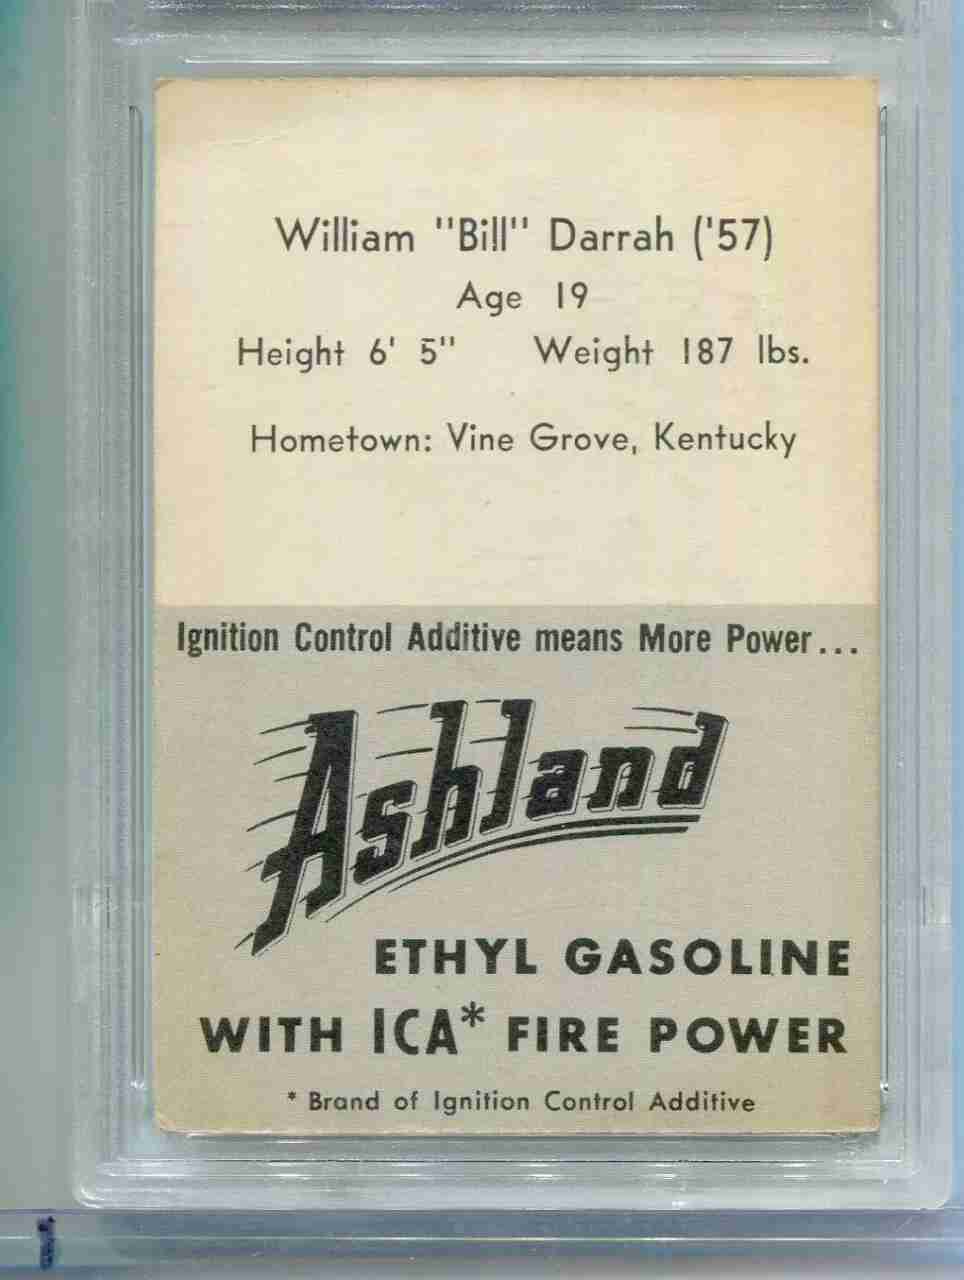 William "Bill" Darrah ('57)
Age 19
Height 6' 5" Weight 187 lbs.
Hometown: Vine Grove, Kentucky
Ignition Control Additive means More Power...
Ashland
ETHYL GASOLINE
WITH ICA* FIRE POWER
* Brand of Ignition Control Additive